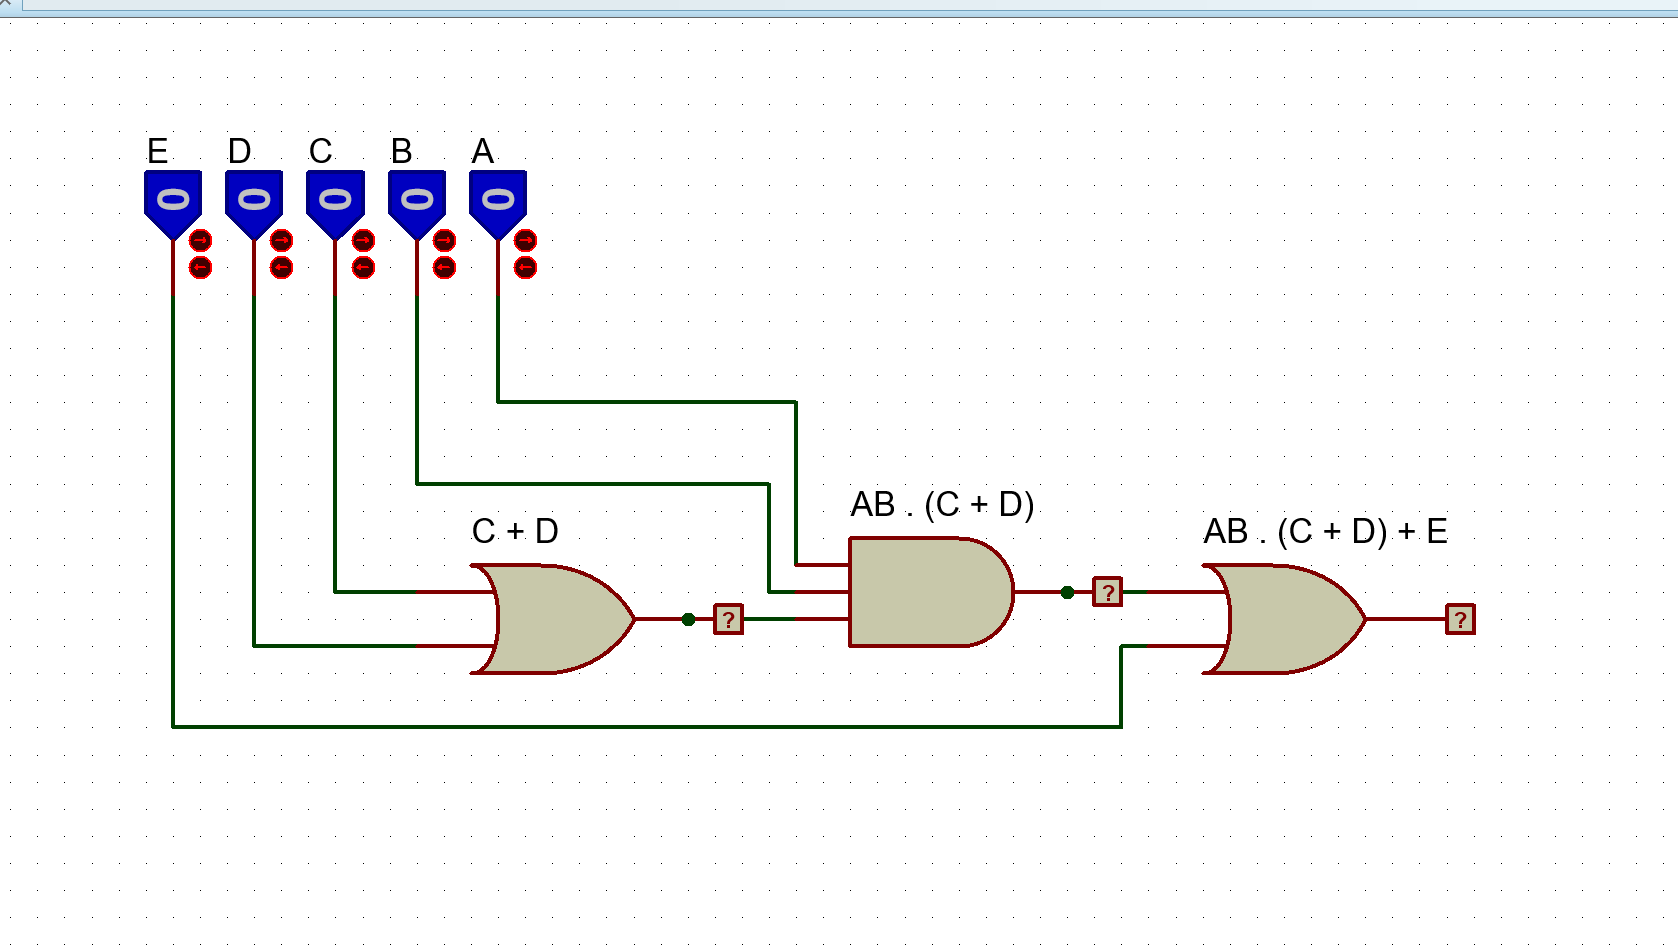 E D C B A
0 0 0 0 0
AB . (C + D)
C + D
AB . (C + D) + E
?
? ?